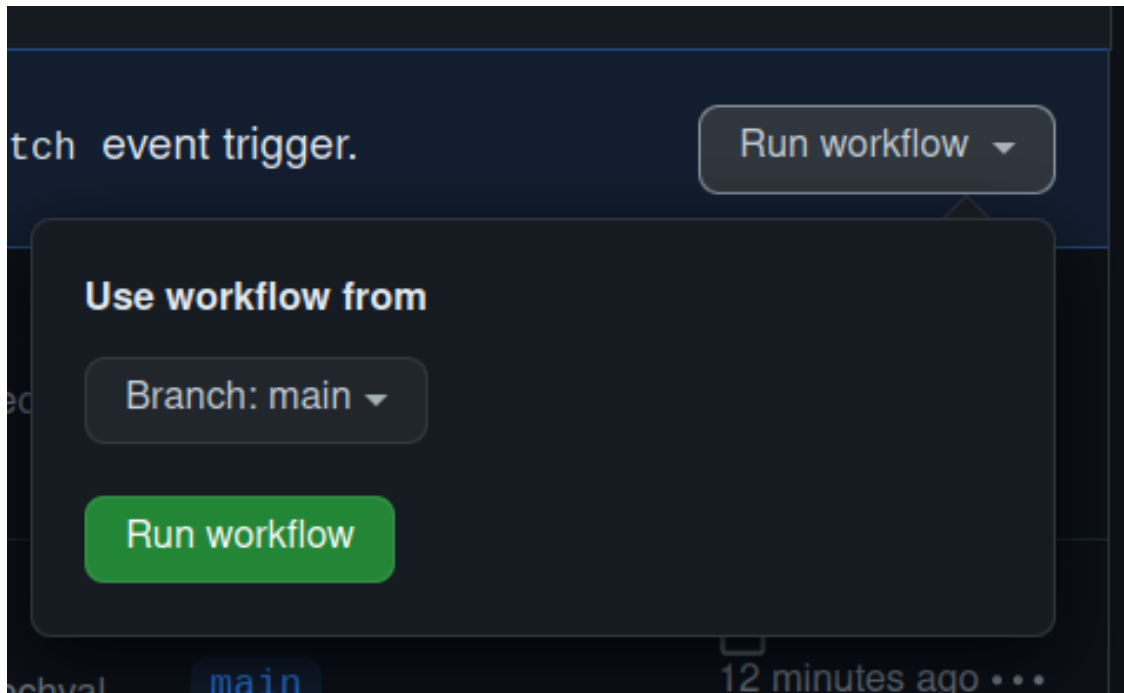 tch event trigger.
Run workflow
Use workflow from
Branch: main
Run workflow
main
12 minutes ago